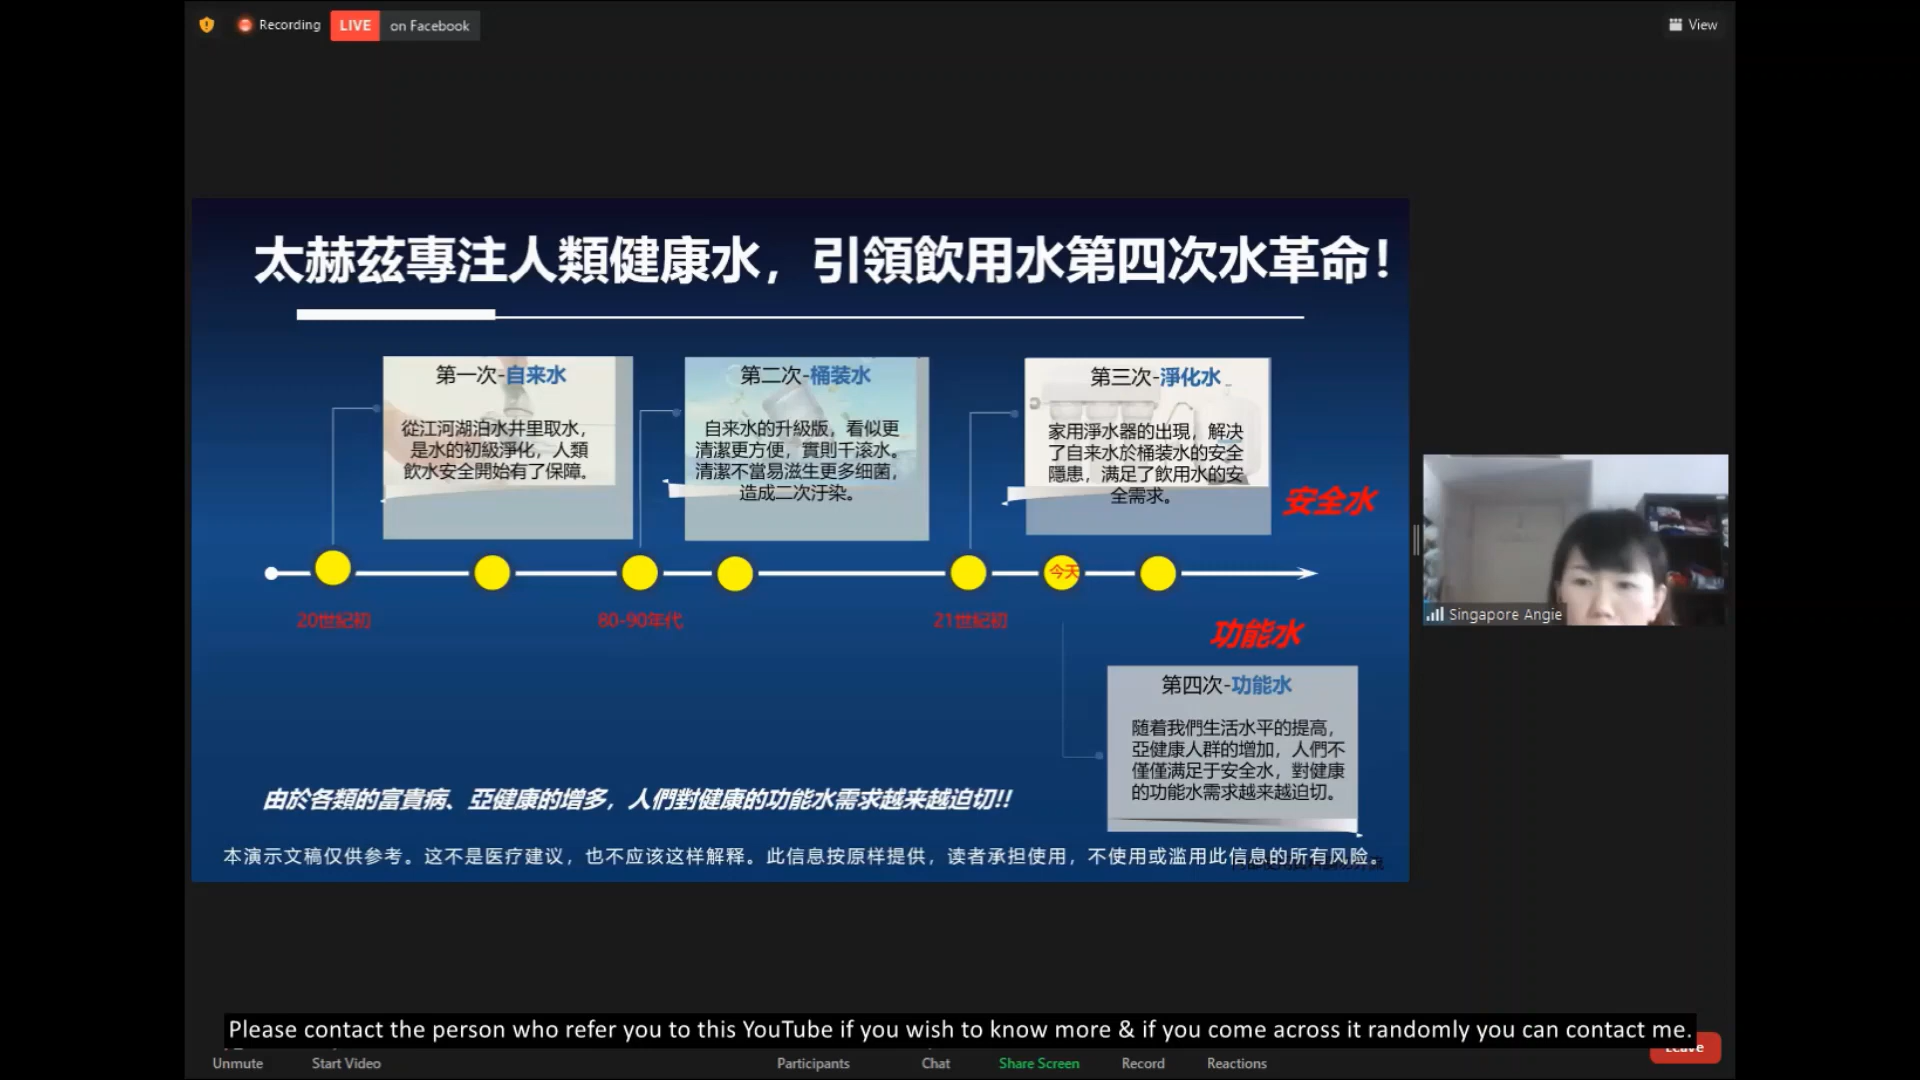 Recording LIVE on Facebook
View
太赫茲專注人類健康水，引領飲用水第四次水革命！
第一次-自来水
從江河湖泊水井里取水，
是水的初級淨化，人類
飲水安全開始有了保障。
第二次-桶装水
自来水的升級版，看似更
清潔更方便，實則千滚水。
清潔不當易滋生更多细菌，
造成二次汙染。
第三次-淨化水
家用淨水器的出現，解决
了自来水於桶装水的安全
隱患，满足了飲用水的安
全需求。
安全水
今天
20世紀初
80-90年代
21世紀初
功能水
第四次-功能水
随着我們生活水平的提高，
亞健康人群的增加，人們不
僅僅满足于安全水，對健康
的功能水需求越来越迫切。
由於各類的富貴病、亞健康的增多，人們對健康的功能水需求越来越迫切!!
本演示文稿仅供参考。这不是医疗建议，也不应该这样解释。此信息按原样提供，读者承担使用，不使用或滥用此信息的所有风险。
Singapore Angie
Please contact the person who refer you to this YouTube if you wish to know more & if you come across it randomly you can contact me.
Leave
Unmute Start Video Participants Chat Share Screen Record Reactions